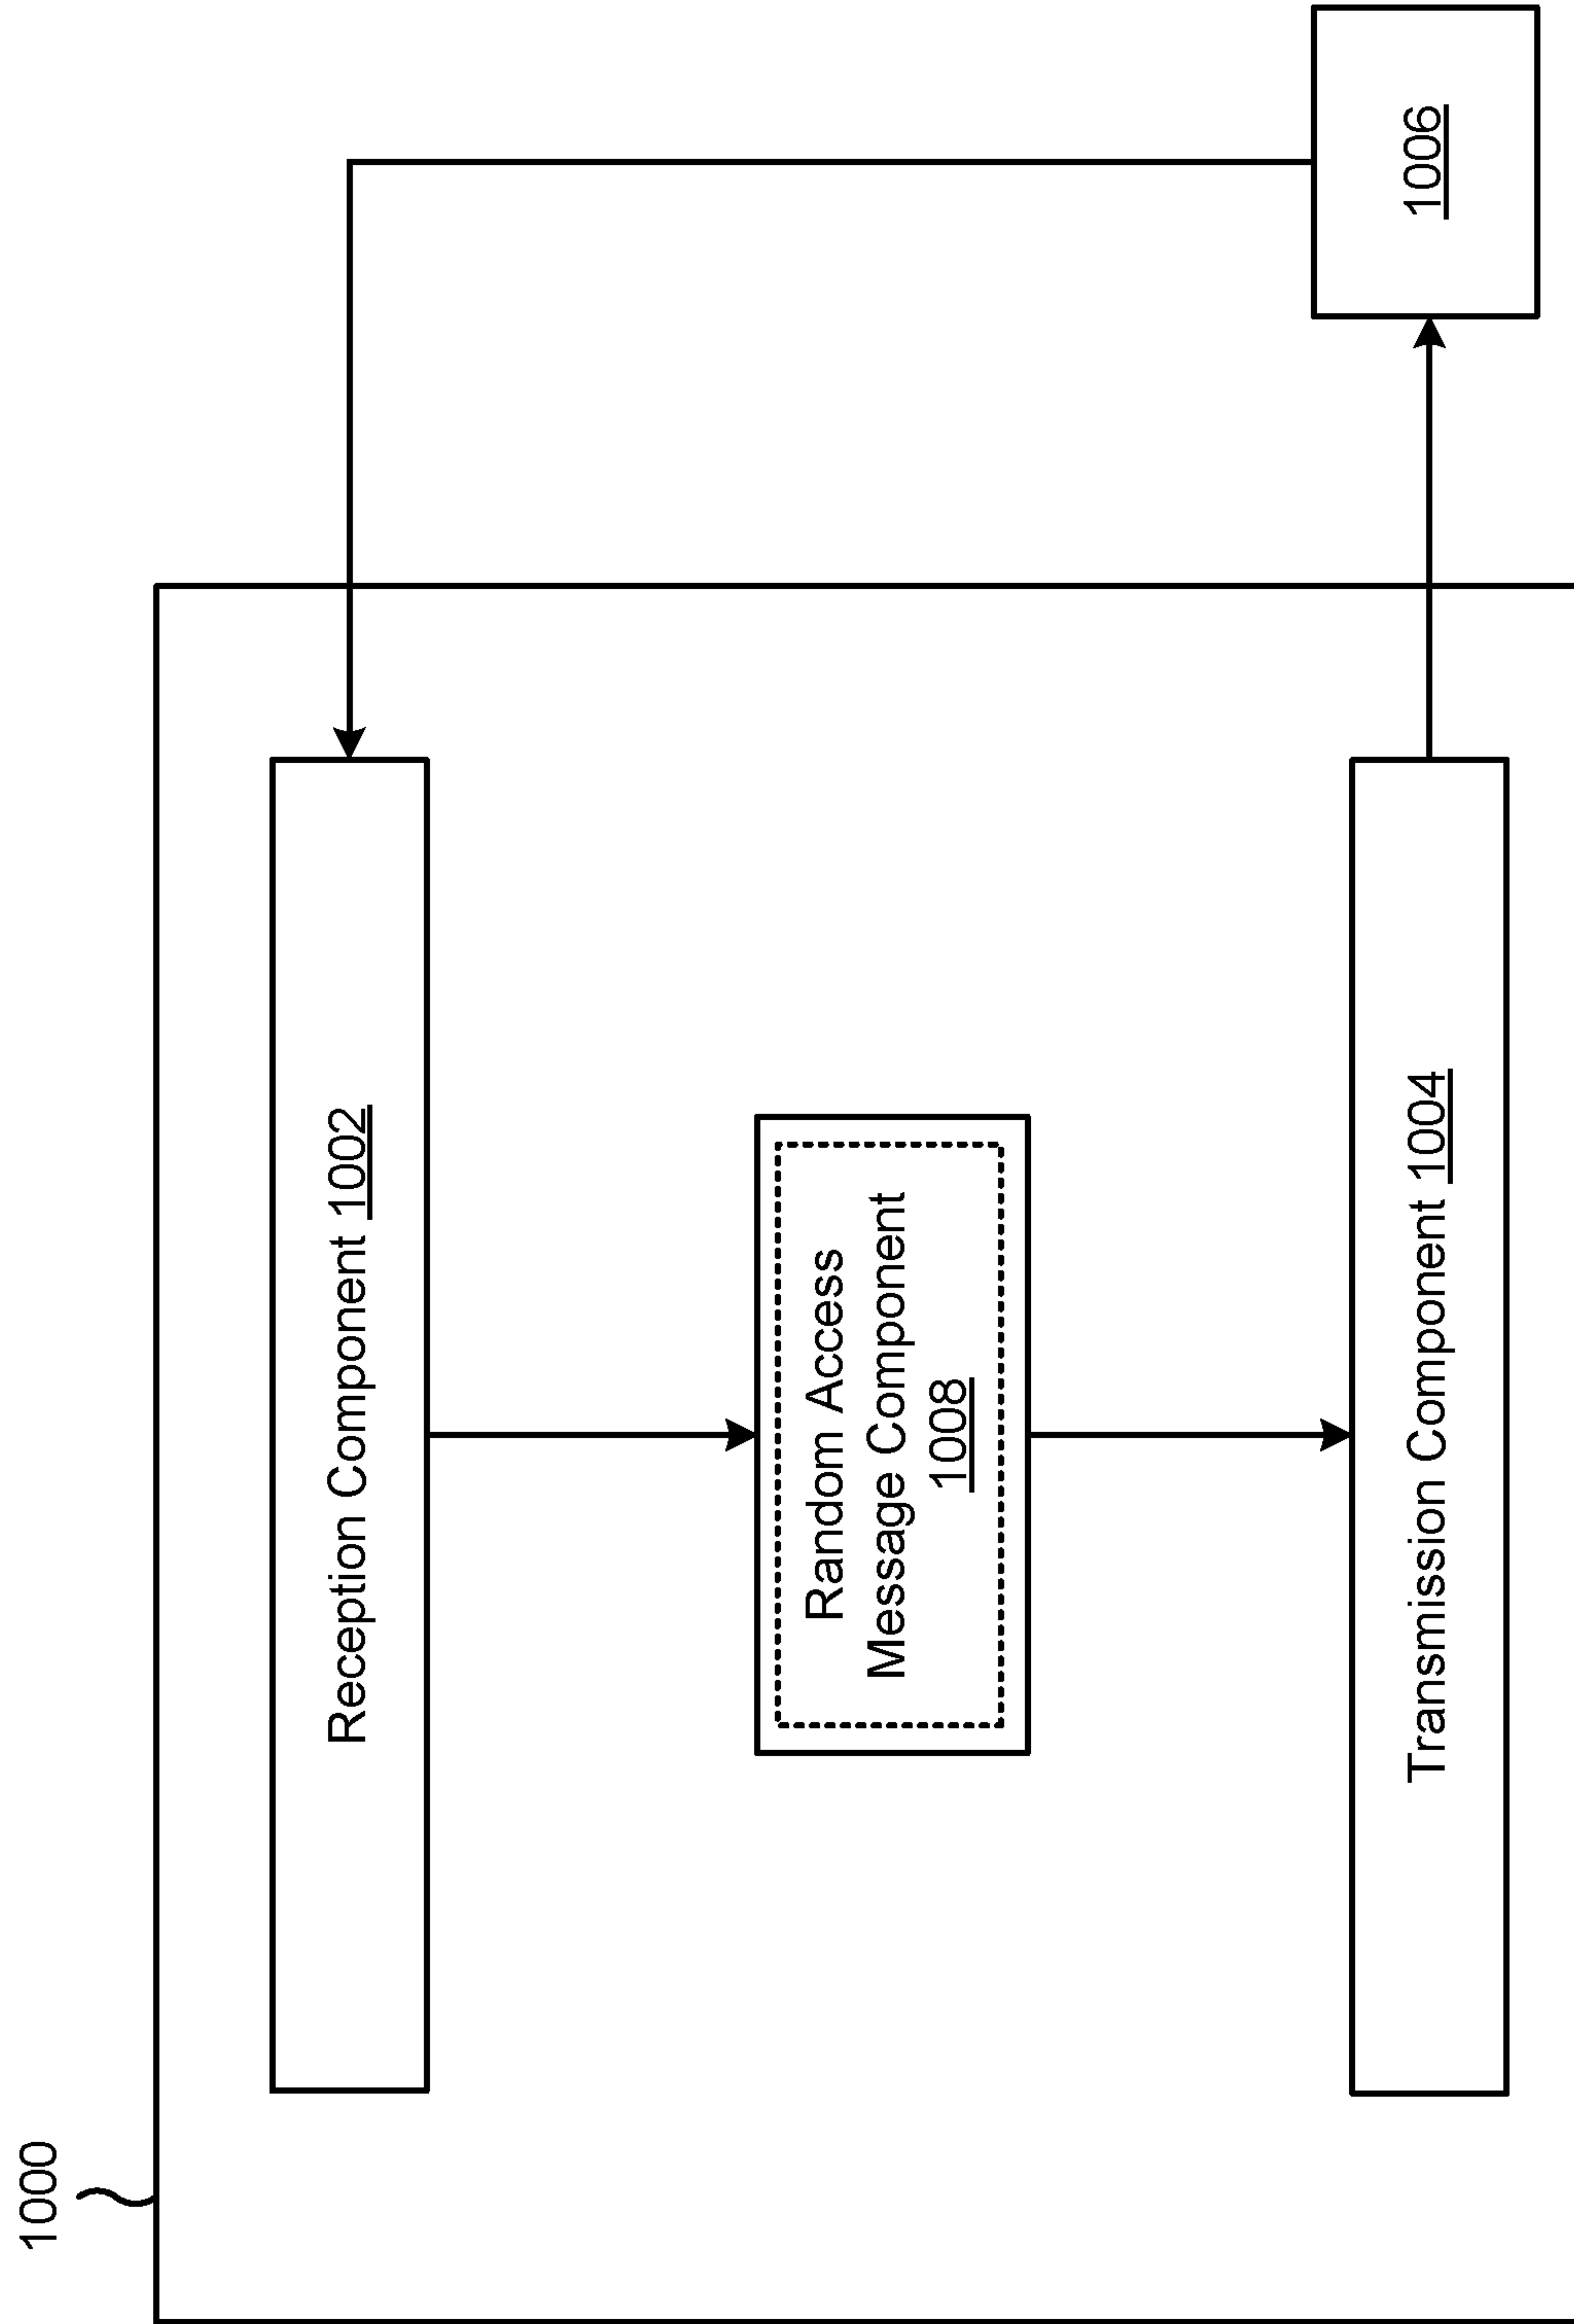 1000
Reception Component 1002
Random Access
Message Component
1008
Transmission Component 1004
1006